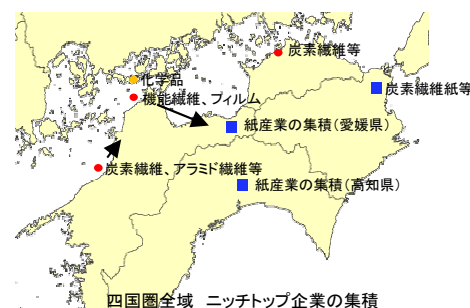 炭素繊維等
化学品
炭素繊維紙等
機能繊維、フィルム
紙産業の集積(愛媛県)
炭素繊維、アラミド繊維等
紙産業の集積(高知県)
四国圏全域 ニッチトップ企業の集積